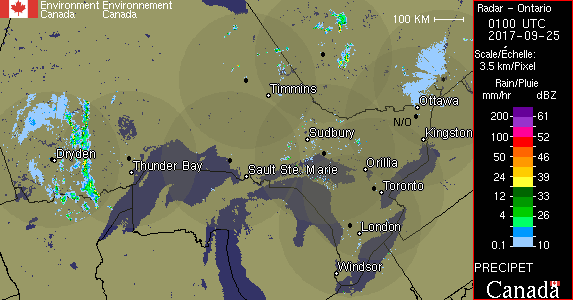 Environment Environnement
Canada Canada
100 KM
Timmins
Ottawa
N/O
Sudbury
Kingston
Dryden
Thunder Bay
Sault Ste. Marie
Orillia
Toronto
London
Windsor
Radar - Ontario
0100 UTC
2017-09-25
Scale/Échelle:
3.5 km/Pixel
Rain/Pluie
mm/hr dBZ
200 61
100 52
50 46
24 39
12 33
4 26
0.1 10
PRECIPET
Canada